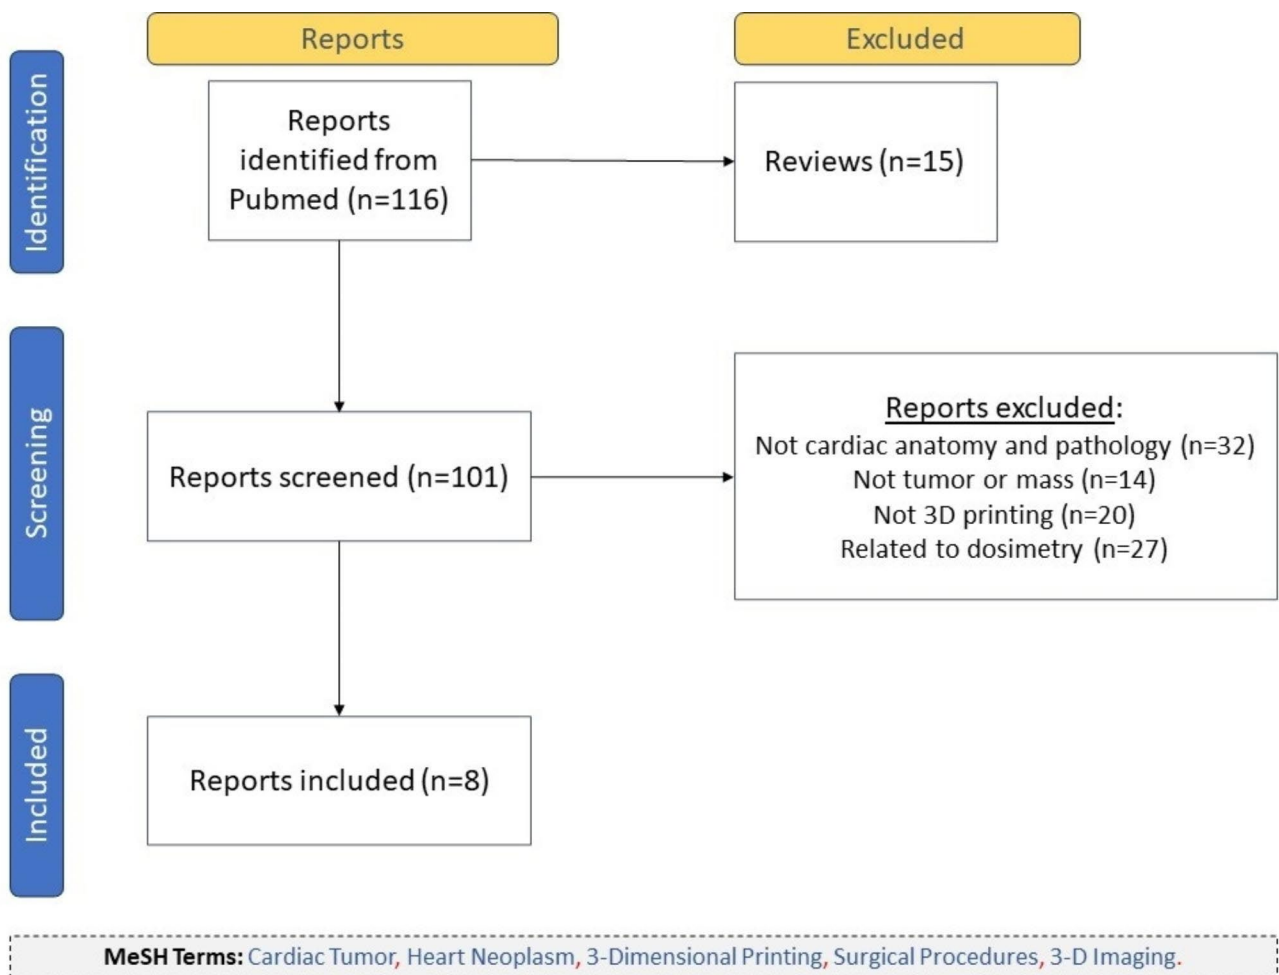 Reports
Excluded
Identification
Reports
identified from
Pubmed (n=116)
Reviews (n=15)
Screening
Reports screened (n=101)
Reports excluded:
Not cardiac anatomy and pathology (n=32)
Not tumor or mass (n=14)
Not 3D printing (n=20)
Related to dosimetry (n=27)
Included
Reports included (n=8)
MeSH Terms: Cardiac Tumor, Heart Neoplasm, 3-Dimensional Printing, Surgical Procedures, 3-D Imaging.